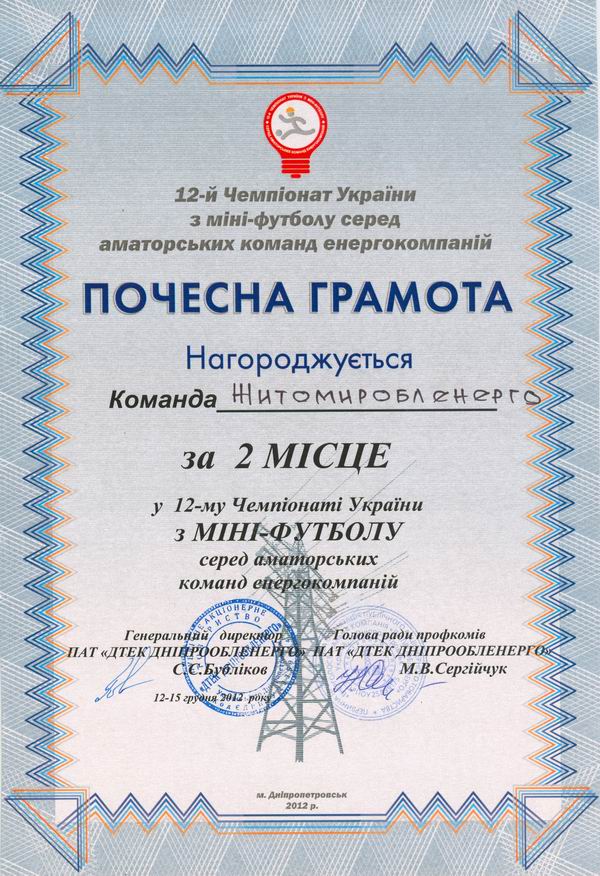 12-й Чемпіонат України
з міні-футболу серед
аматорських команд енергокомпаній
ПОЧЕСНА ГРАМОТА
Нагороджується
Команда Житомиробленерго
за 2 МІСЦЕ
у 12-му Чемпіонаті України
з МІНІ-ФУТБОЛУ
серед аматорських
команд енергокомпаній
Генеральний директор Голова ради профкомів
ПАТ «ДТЕК ДНІПРООБЛЕНЕРГО» ПАТ «ДТЕК ДНІПРООБЛЕНЕРГО»
С.С.Бубліков М.В.Сергійчук
12-15 грудня 2012 року
м. Дніпропетровськ
2012 р.